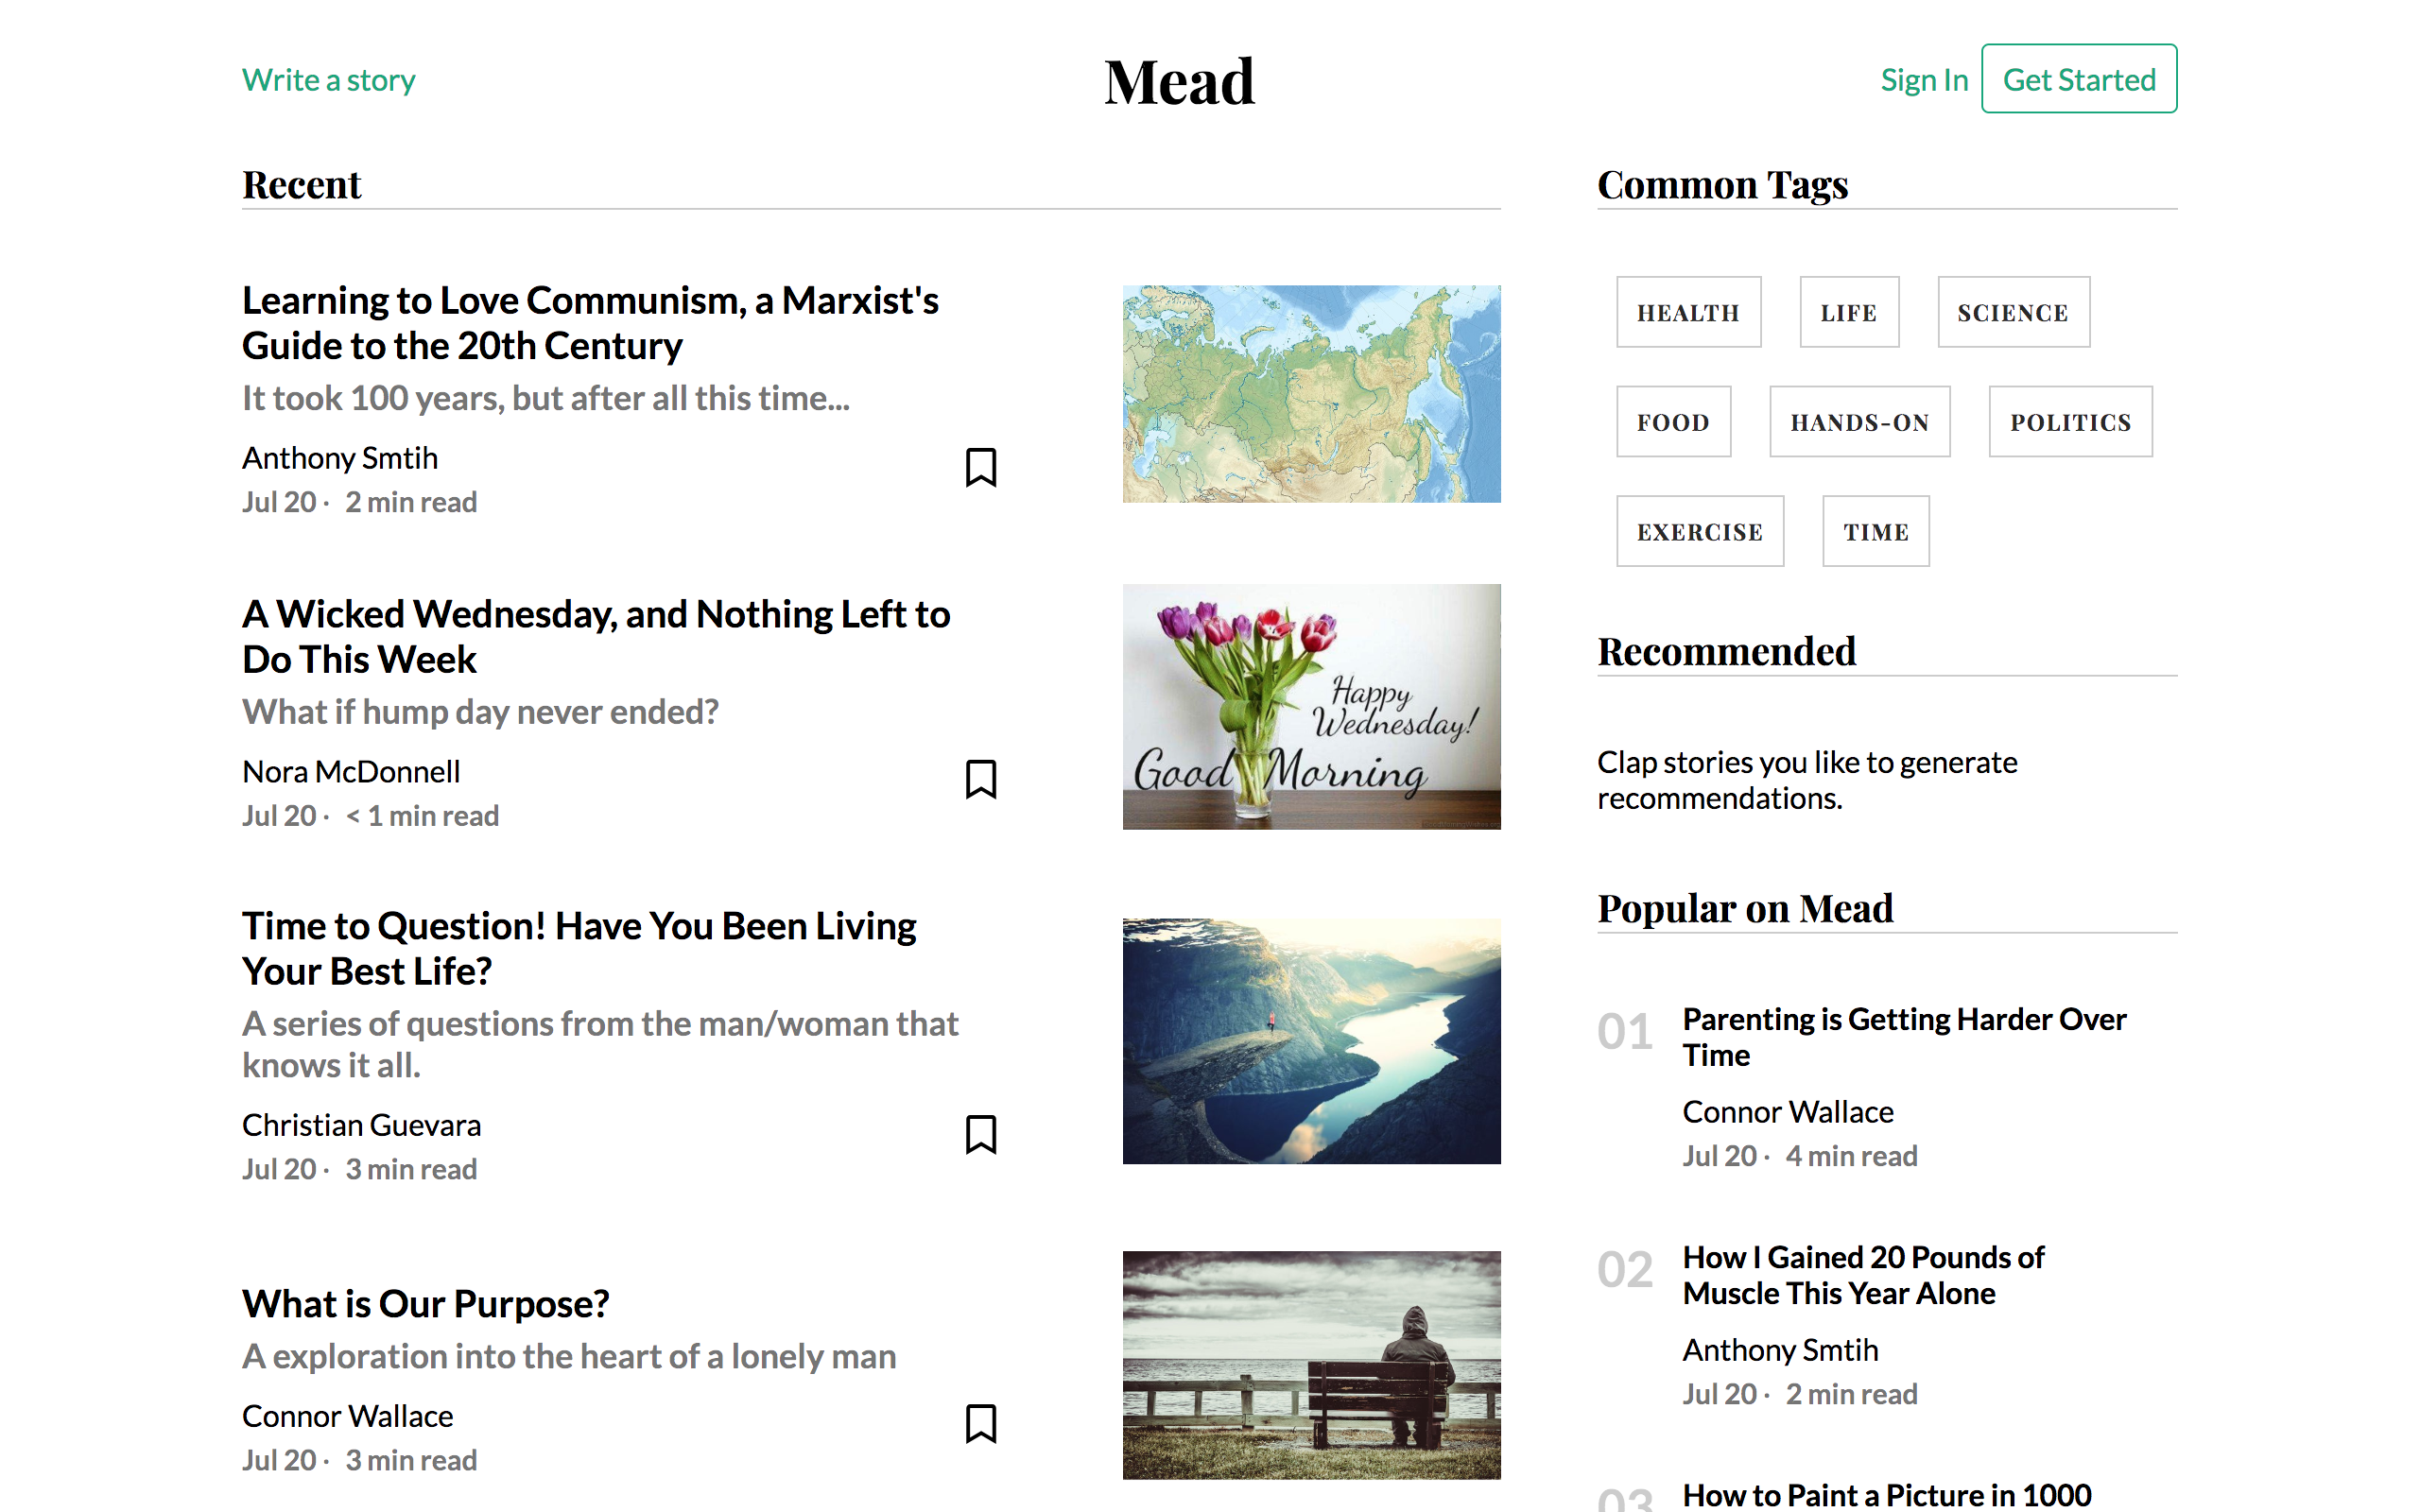 Write a story
Mead
Sign In
Get Started
Recent
Learning to Love Communism, a Marxist's
Guide to the 20th Century
It took 100 years, but after all this time...
Anthony Smtih
Jul 20 · 2 min read
A Wicked Wednesday, and Nothing Left to
Do This Week
What if hump day never ended?
Nora McDonnell
Jul 20 · < 1 min read
Happy
Wednesday!
Good Morning
Time to Question! Have You Been Living
Your Best Life?
A series of questions from the man/woman that
knows it all.
Christian Guevara
Jul 20 · 3 min read
What is Our Purpose?
A exploration into the heart of a lonely man
Connor Wallace
Jul 20 · 3 min read
Common Tags
HEALTH
LIFE
SCIENCE
FOOD
HANDS-ON
POLITICS
EXERCISE
TIME
Recommended
Clap stories you like to generate
recommendations.
Popular on Mead
01
Parenting is Getting Harder Over
Time
Connor Wallace
Jul 20 · 4 min read
02
How I Gained 20 Pounds of
Muscle This Year Alone
Anthony Smtih
Jul 20 · 2 min read
03
How to Paint a Picture in 1000